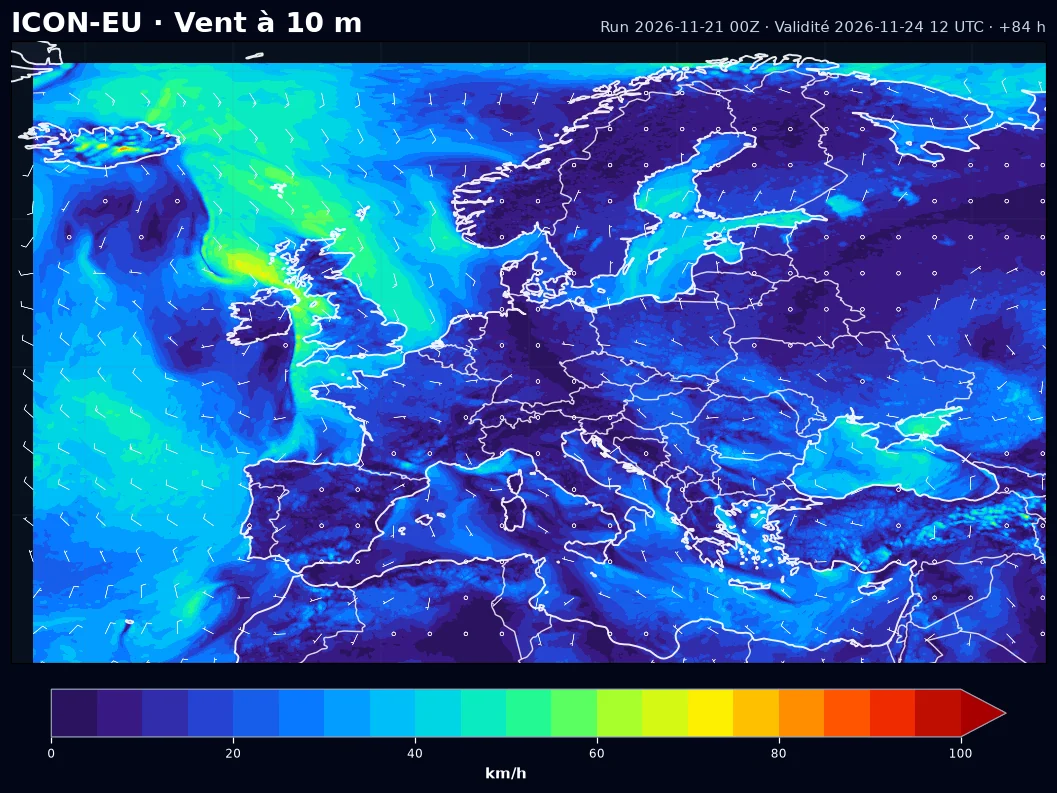 ICON-EU · Vent à 10 m
Run 2026-11-21 00Z · Validité 2026-11-24 12 UTC · +84 h
0 20 40 60 80 100
km/h